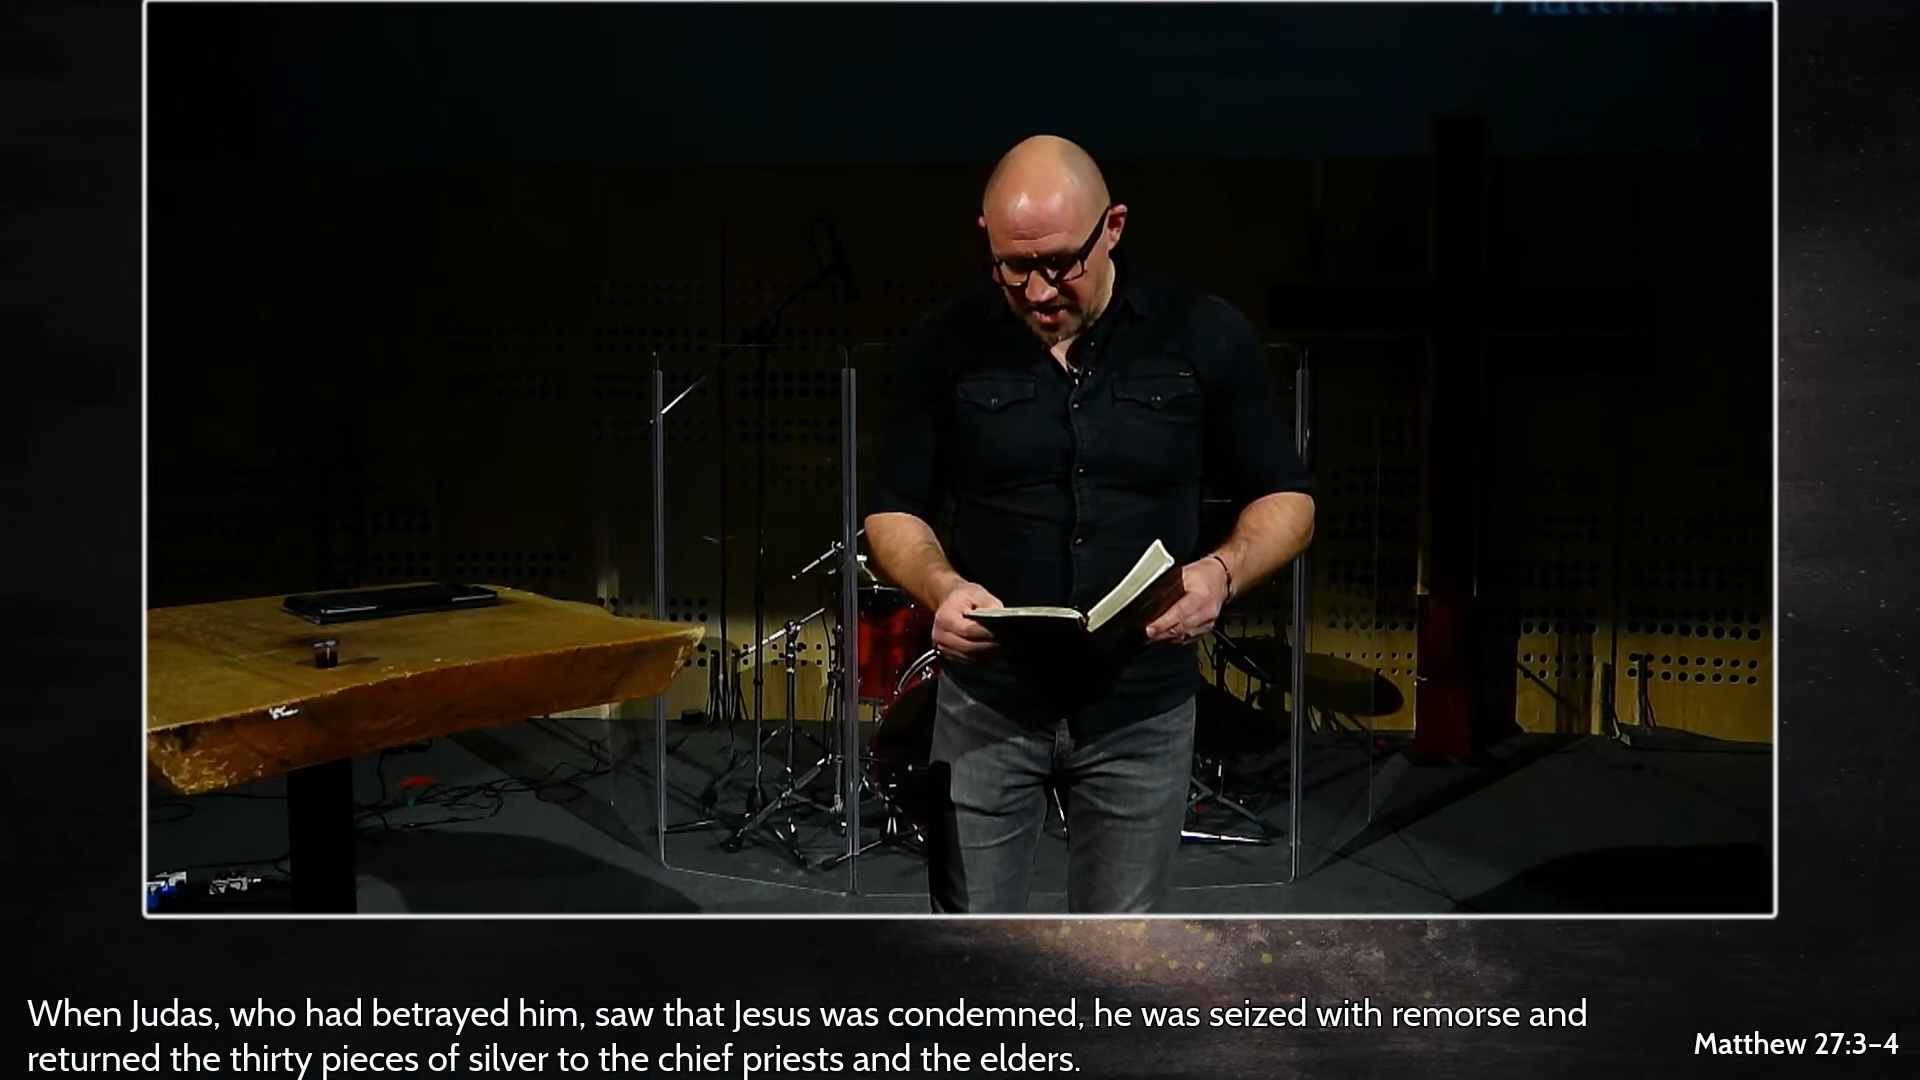 Matthew
When Judas, who had betrayed him, saw that Jesus was condemned, he was seized with remorse and
returned the thirty pieces of silver to the chief priests and the elders.
Matthew 27:3-4